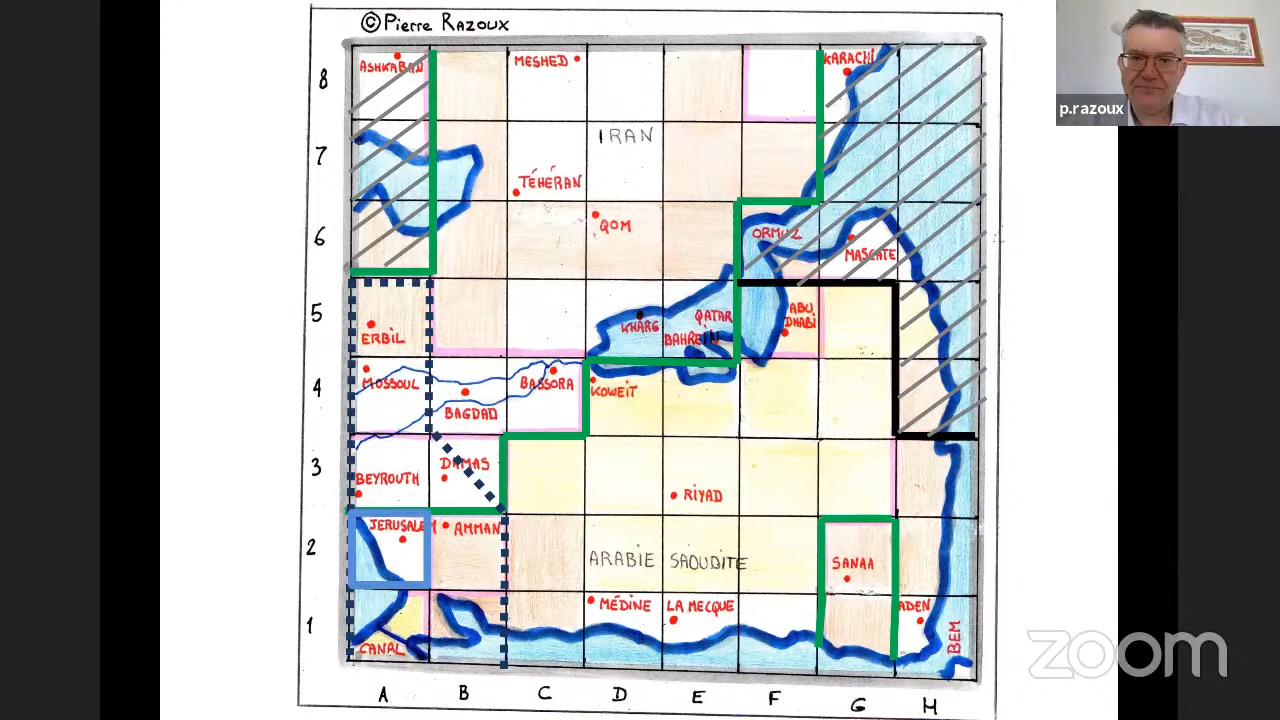 ©Pierre RAZOUX
8
ASHKABAD
MESHED
KARACHI
p.razoux
7
IRAN
TÉHÉRAN
6
QOM
ORMUZ
MASCATE
5
ERBIL
KHARG
QATAR
BAHREÏN
ABU
DHABI
4
MOSSOUL
BAGDAD
BASSORA
KOWEIT
3
BEYROUTH
DAMAS
RIYAD
2
JERUSALEM
AMMAN
ARABIE SAOUDITE
SANAA
1
CANAL
MÉDINE
LA MECQUE
ADEN
BEM
A B C D E F G H
zoom